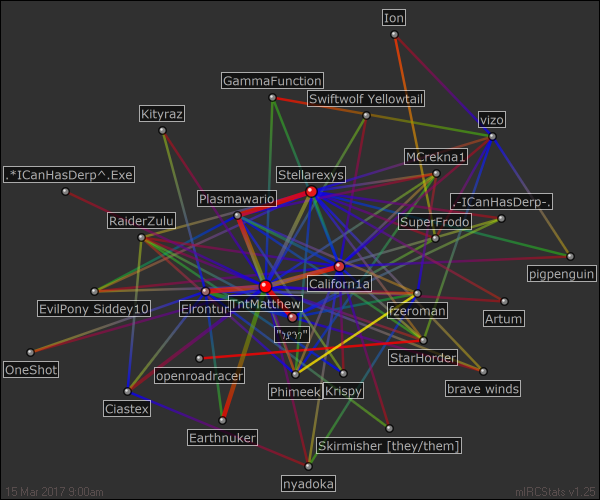 Ion
GammaFunction
Swiftwolf Yellowtail
Kityraz
vizo
MCrekna1
.*ICanHasDerp^.Exe
Stellarexys
Plasmawario
.-ICanHasDerp-.
RaiderZulu
SuperFrodo
pigpenguin
Californ1a
EvilPony Siddey10
Elrontur
TntMatthew
fzeroman
Artum
StarHorder
OneShot
openroadracer
Phimeek
Krispy
brave winds
Ciastex
Earthnuker
Skirmisher [they/them]
nyadoka
15 Mar 2017 9:00am
mIRCStats v1.25